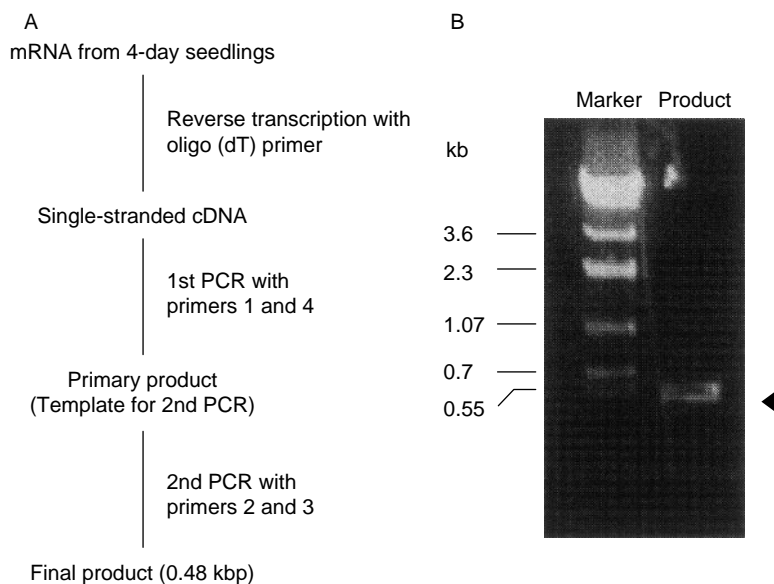 A
mRNA from 4-day seedlings
Reverse transcription with
oligo (dT) primer
Single-stranded cDNA
1st PCR with
primers 1 and 4
Primary product
(Template for 2nd PCR)
2nd PCR with
primers 2 and 3
Final product (0.48 kbp)
B
Marker Product
kb
3.6
2.3
1.07
0.7
0.55